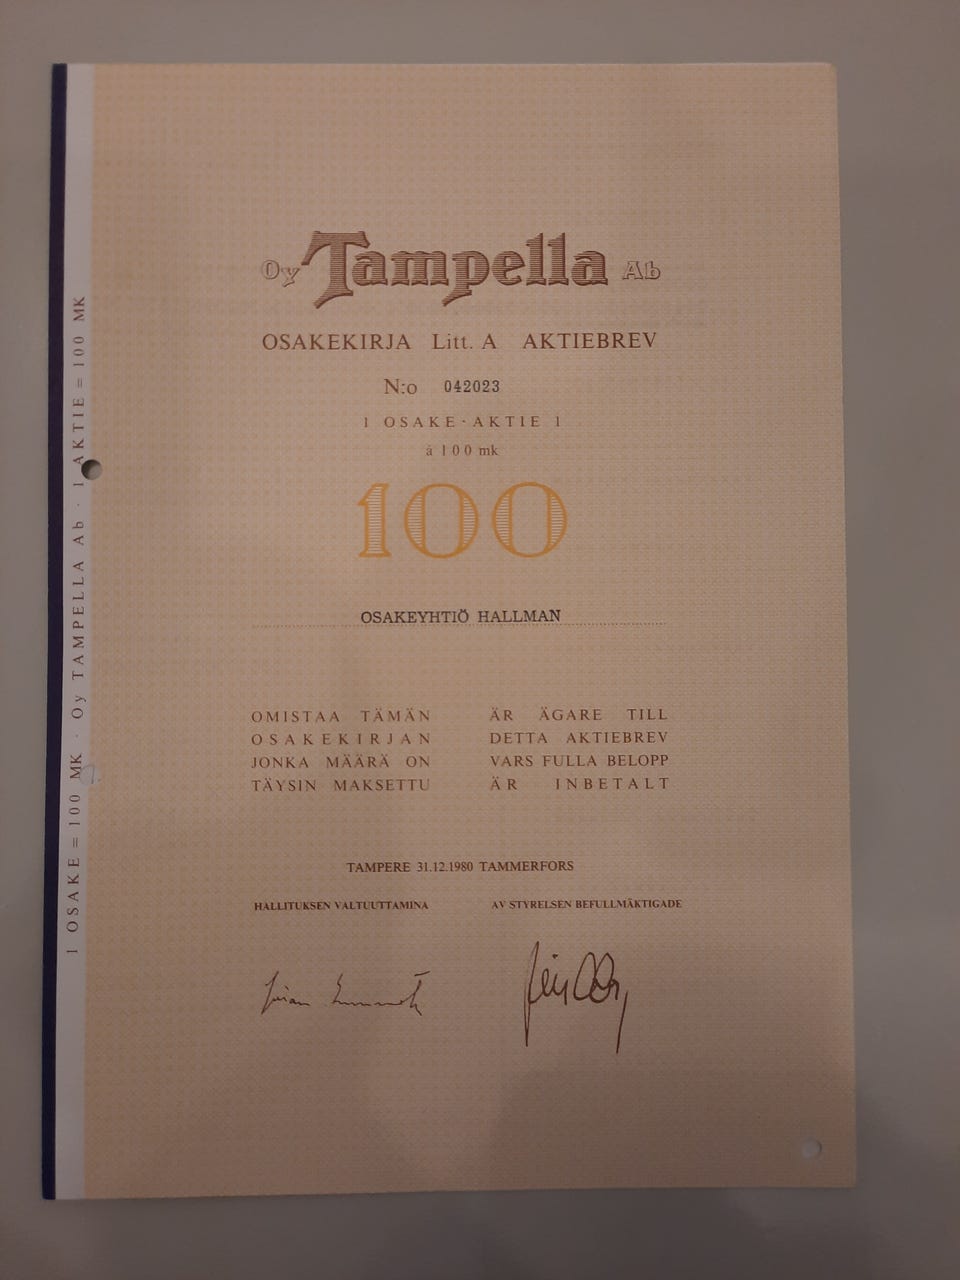 Oy Tampella Ab
OSAKEKIRJA Litt. A AKTIEBREV
N:o 042023
1 OSAKE · AKTIE 1
à 100 mk
100
OSAKEYHTIÖ HALLMAN
OMISTAA TÄMÄN
OSAKEKIRJAN
JONKA MÄÄRÄ ON
TÄYSIN MAKSETTU
ÄR ÄGARE TILL
DETTA AKTIEBREV
VARS FULLA BELOPP
ÄR INBETALT
TAMPERE 31.12.1980 TAMMERFORS
HALLITUKSEN VALTUUTTAMINA
AV STYRELSEN BEFULLMÄKTIGADE
1 OSAKE = 100 MK · Oy TAMPELLA Ab · 1 AKTIE = 100 MK